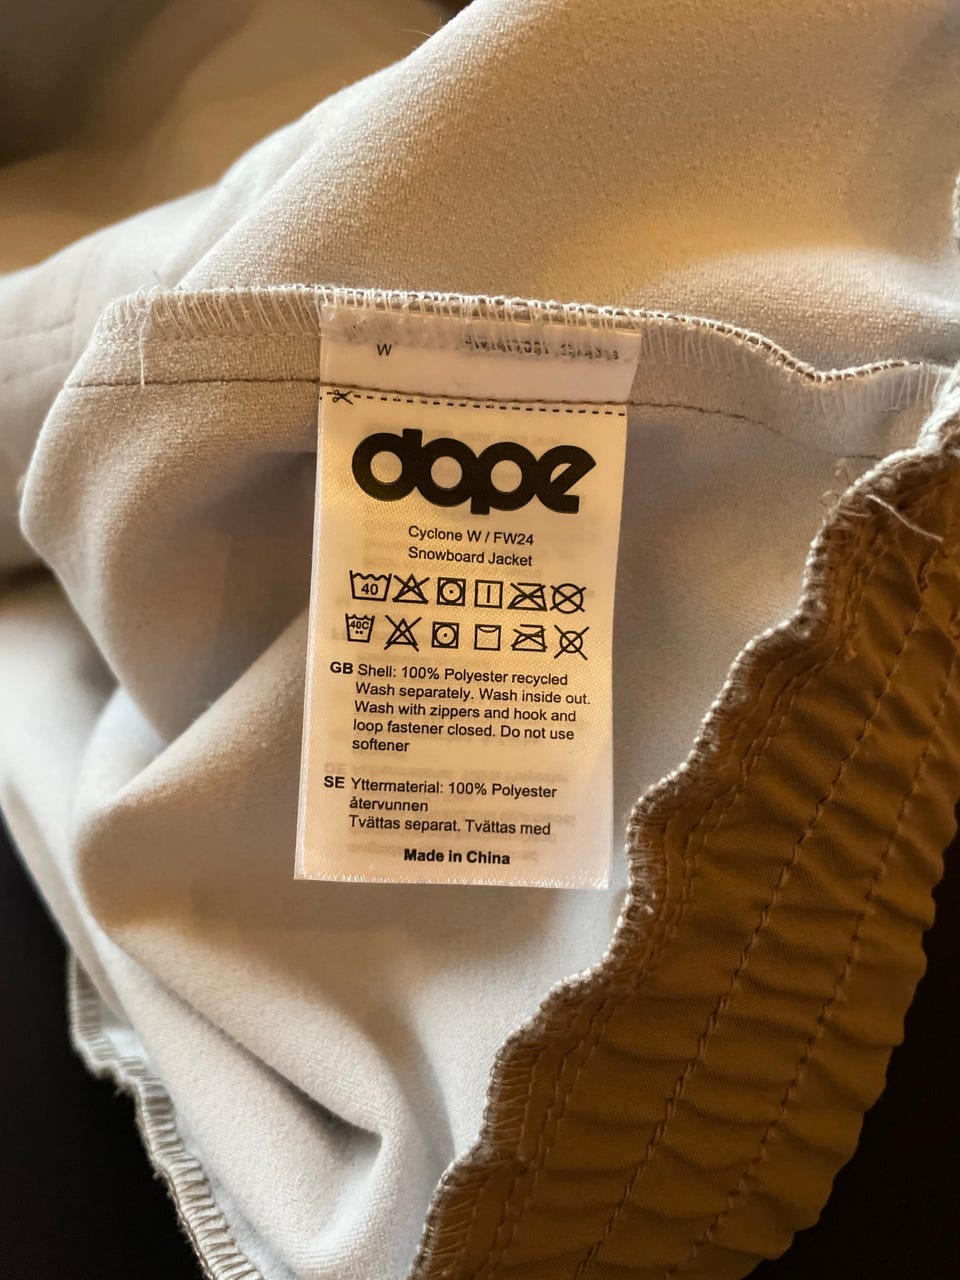 W
dope
Cyclone W / FW24
Snowboard Jacket
40
40C
GB Shell: 100% Polyester recycled
Wash separately. Wash inside out.
Wash with zippers and hook and
loop fastener closed. Do not use
softener
SE Yttermaterial: 100% Polyester
återvunnen
Tvättas separat. Tvättas med
Made in China